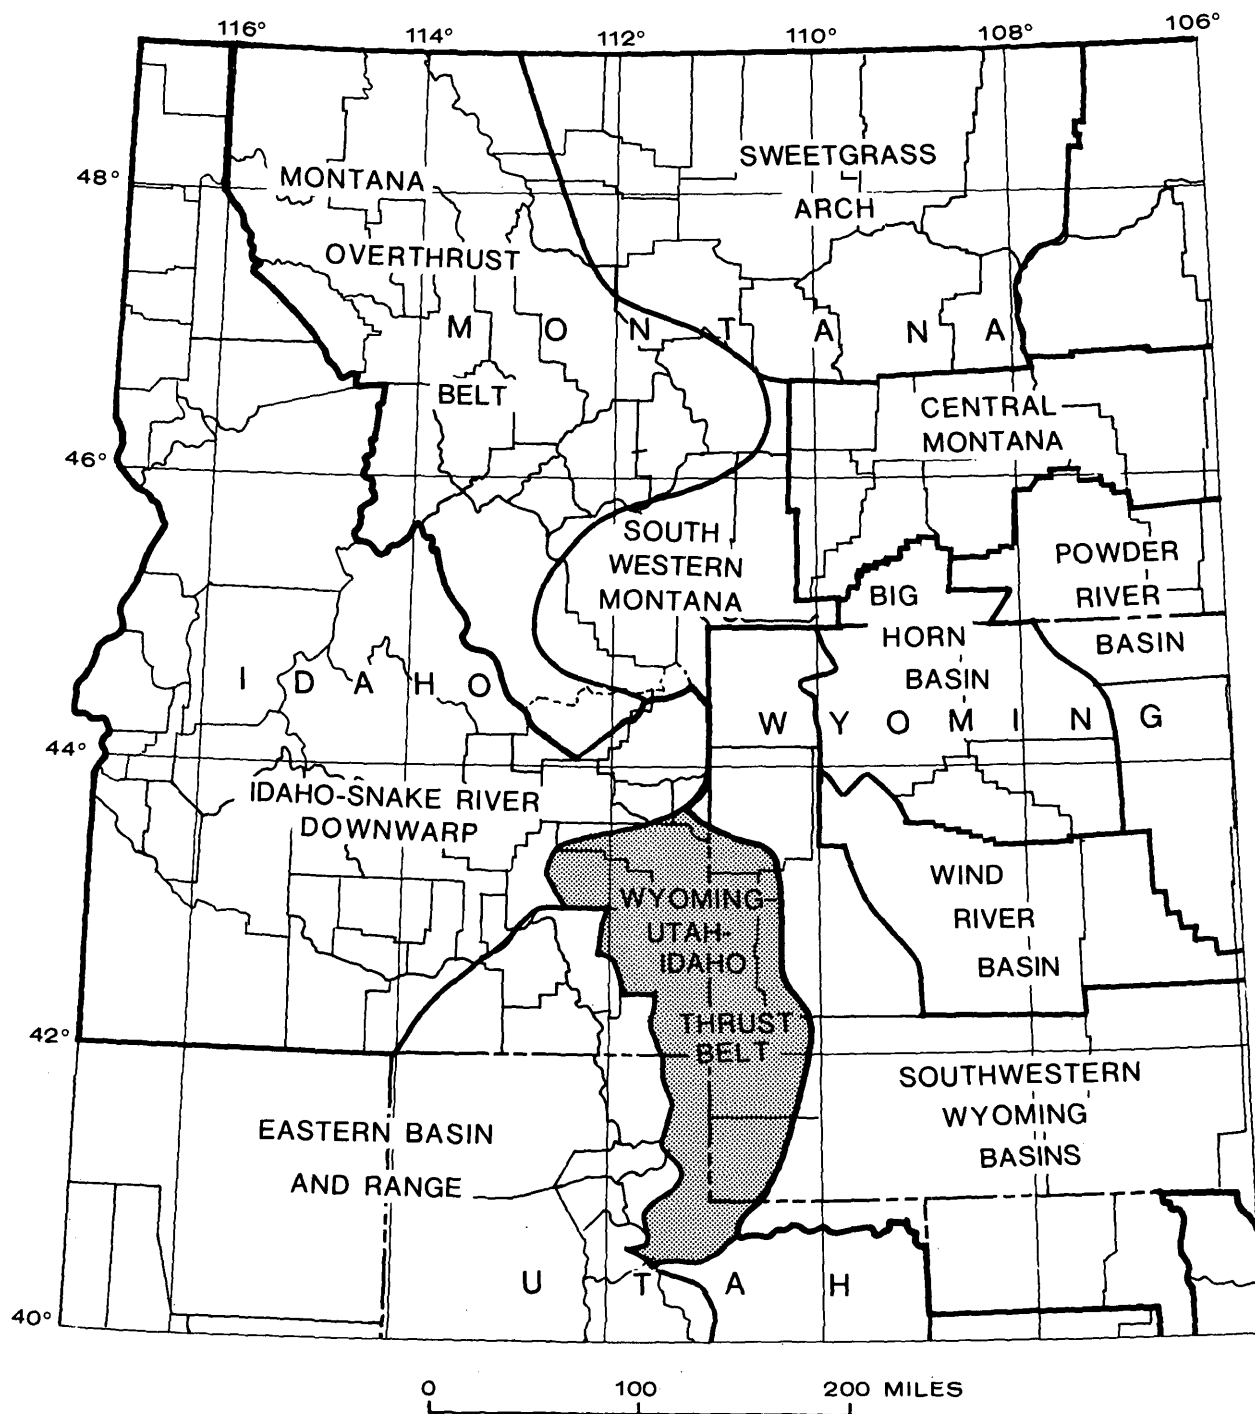 116° 114° 112° 110° 108° 106°
SWEETGRASS
ARCH
48°
MONTANA
OVERTHRUST
M O N T A N A
BELT
CENTRAL
MONTANA
46°
SOUTH
WESTERN
MONTANA
POWDER
RIVER
BASIN
BIG
HORN
BASIN
I D A H O
W Y O M I N G
44°
IDAHO-SNAKE RIVER
DOWNWARP
WIND
RIVER
BASIN
WYOMING-
UTAH-
IDAHO
THRUST
BELT
42°
SOUTHWESTERN
WYOMING
BASINS
EASTERN BASIN
AND RANGE
U T A H
40°
0 100 200 MILES